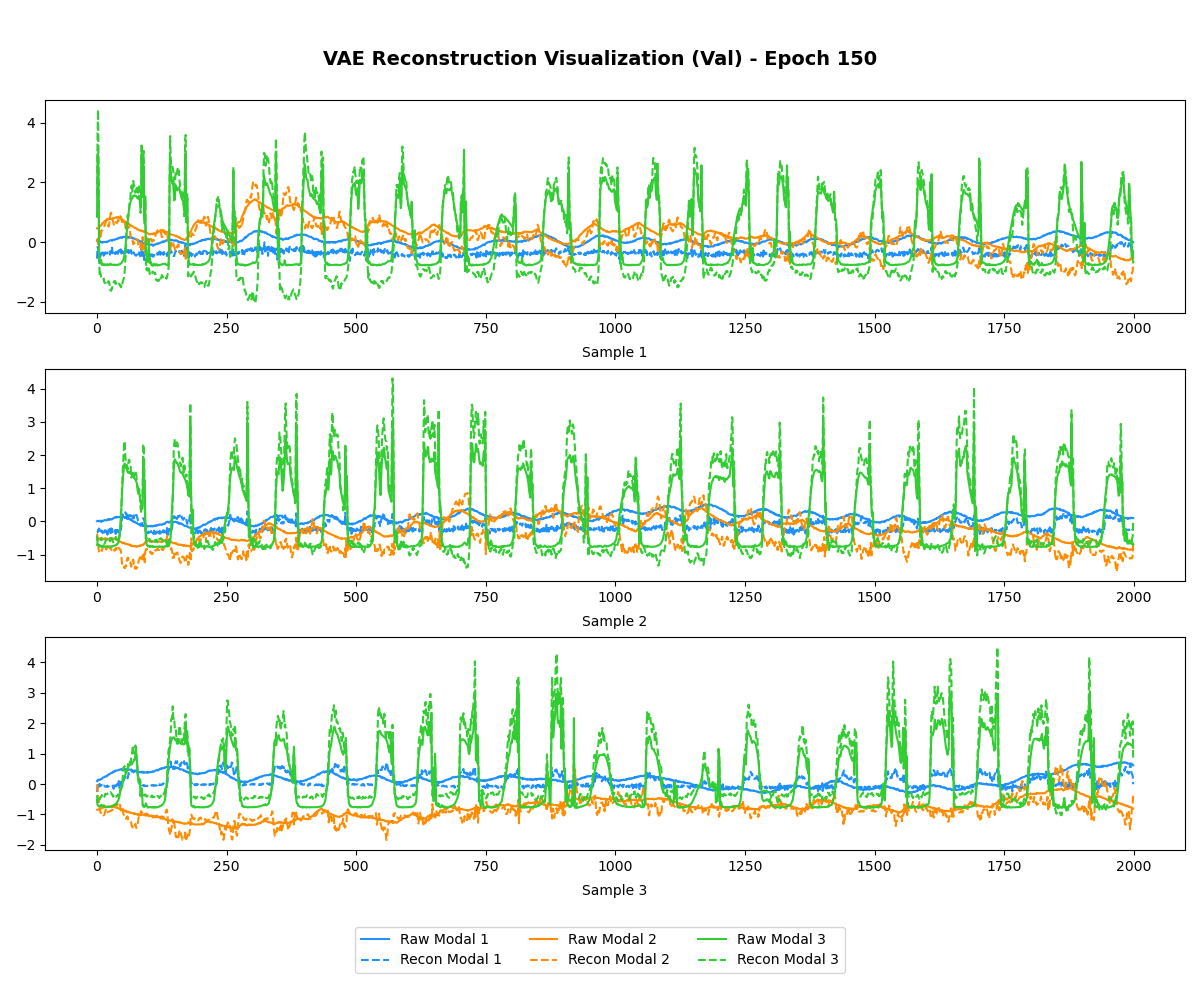 VAE Reconstruction Visualization (Val) - Epoch 150
4
2
0
−2
0 250 500 750 1000 1250 1500 1750 2000
Sample 1
4
3
2
1
0
−1
0 250 500 750 1000 1250 1500 1750 2000
Sample 2
4
3
2
1
0
−1
−2
0 250 500 750 1000 1250 1500 1750 2000
Sample 3
Raw Modal 1 Raw Modal 2 Raw Modal 3
Recon Modal 1 Recon Modal 2 Recon Modal 3